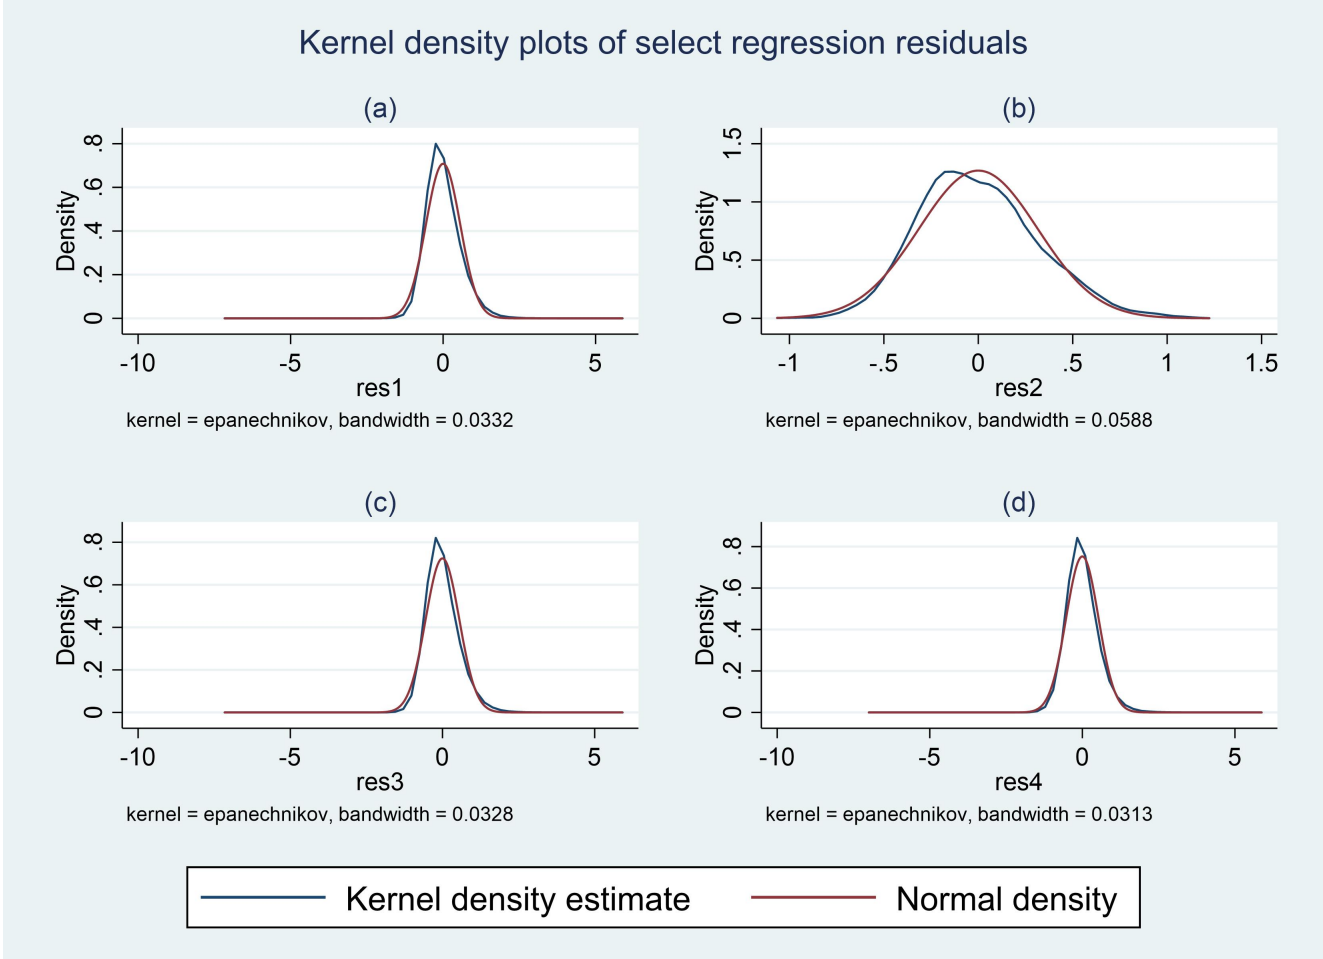 Kernel density plots of select regression residuals
(a)
Density
0 .2 .4 .6 .8
-10 -5 0 5
res1
kernel = epanechnikov, bandwidth = 0.0332
(b)
Density
0 .5 1 1.5
-1 -.5 0 .5 1 1.5
res2
kernel = epanechnikov, bandwidth = 0.0588
(c)
Density
0 .2 .4 .6 .8
-10 -5 0 5
res3
kernel = epanechnikov, bandwidth = 0.0328
(d)
Density
0 .2 .4 .6 .8
-10 -5 0 5
res4
kernel = epanechnikov, bandwidth = 0.0313
Kernel density estimate Normal density